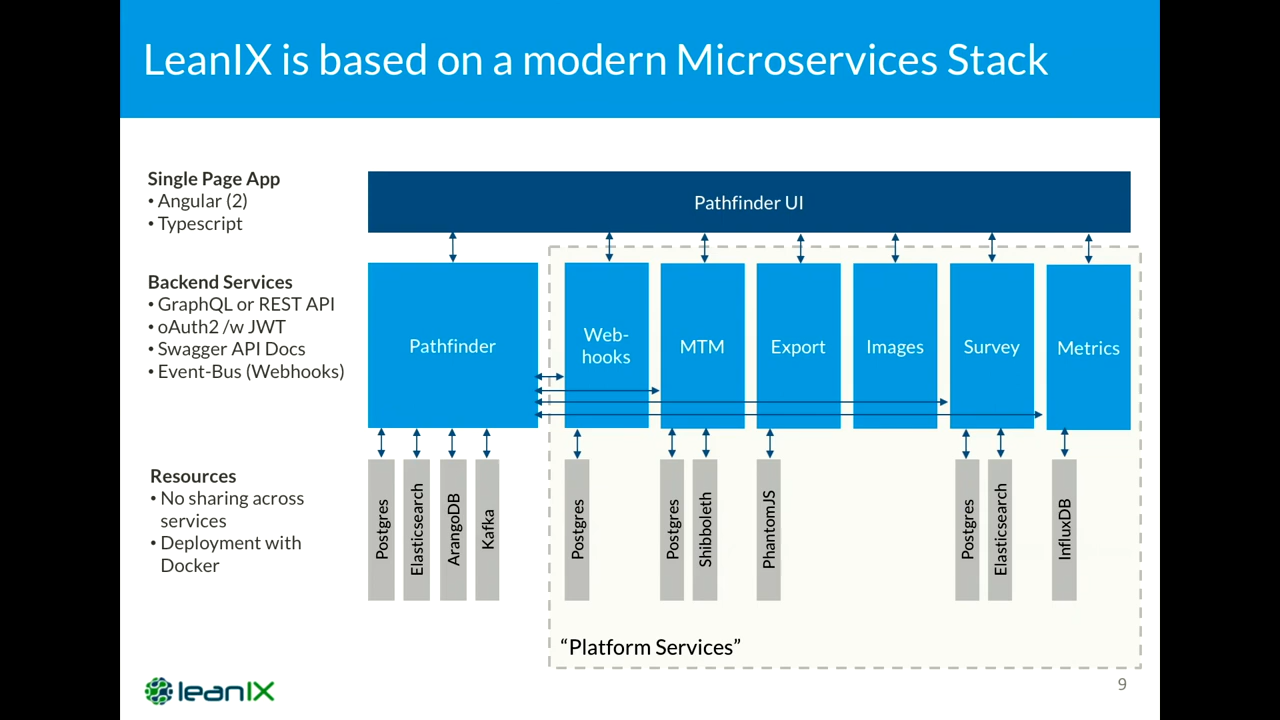 LeanIX is based on a modern Microservices Stack
Single Page App
• Angular (2)
• Typescript
Pathfinder UI
Backend Services
• GraphQL or REST API
• oAuth2 /w JWT
• Swagger API Docs
• Event-Bus (Webhooks)
Pathfinder
Web-
hooks
MTM
Export
Images
Survey
Metrics
Resources
• No sharing across
services
• Deployment with
Docker
Postgres
Elasticsearch
ArangoDB
Kafka
Postgres
Postgres
Shibboleth
PhantomJS
Postgres
Elasticsearch
InfluxDB
“Platform Services”
leanIX
9